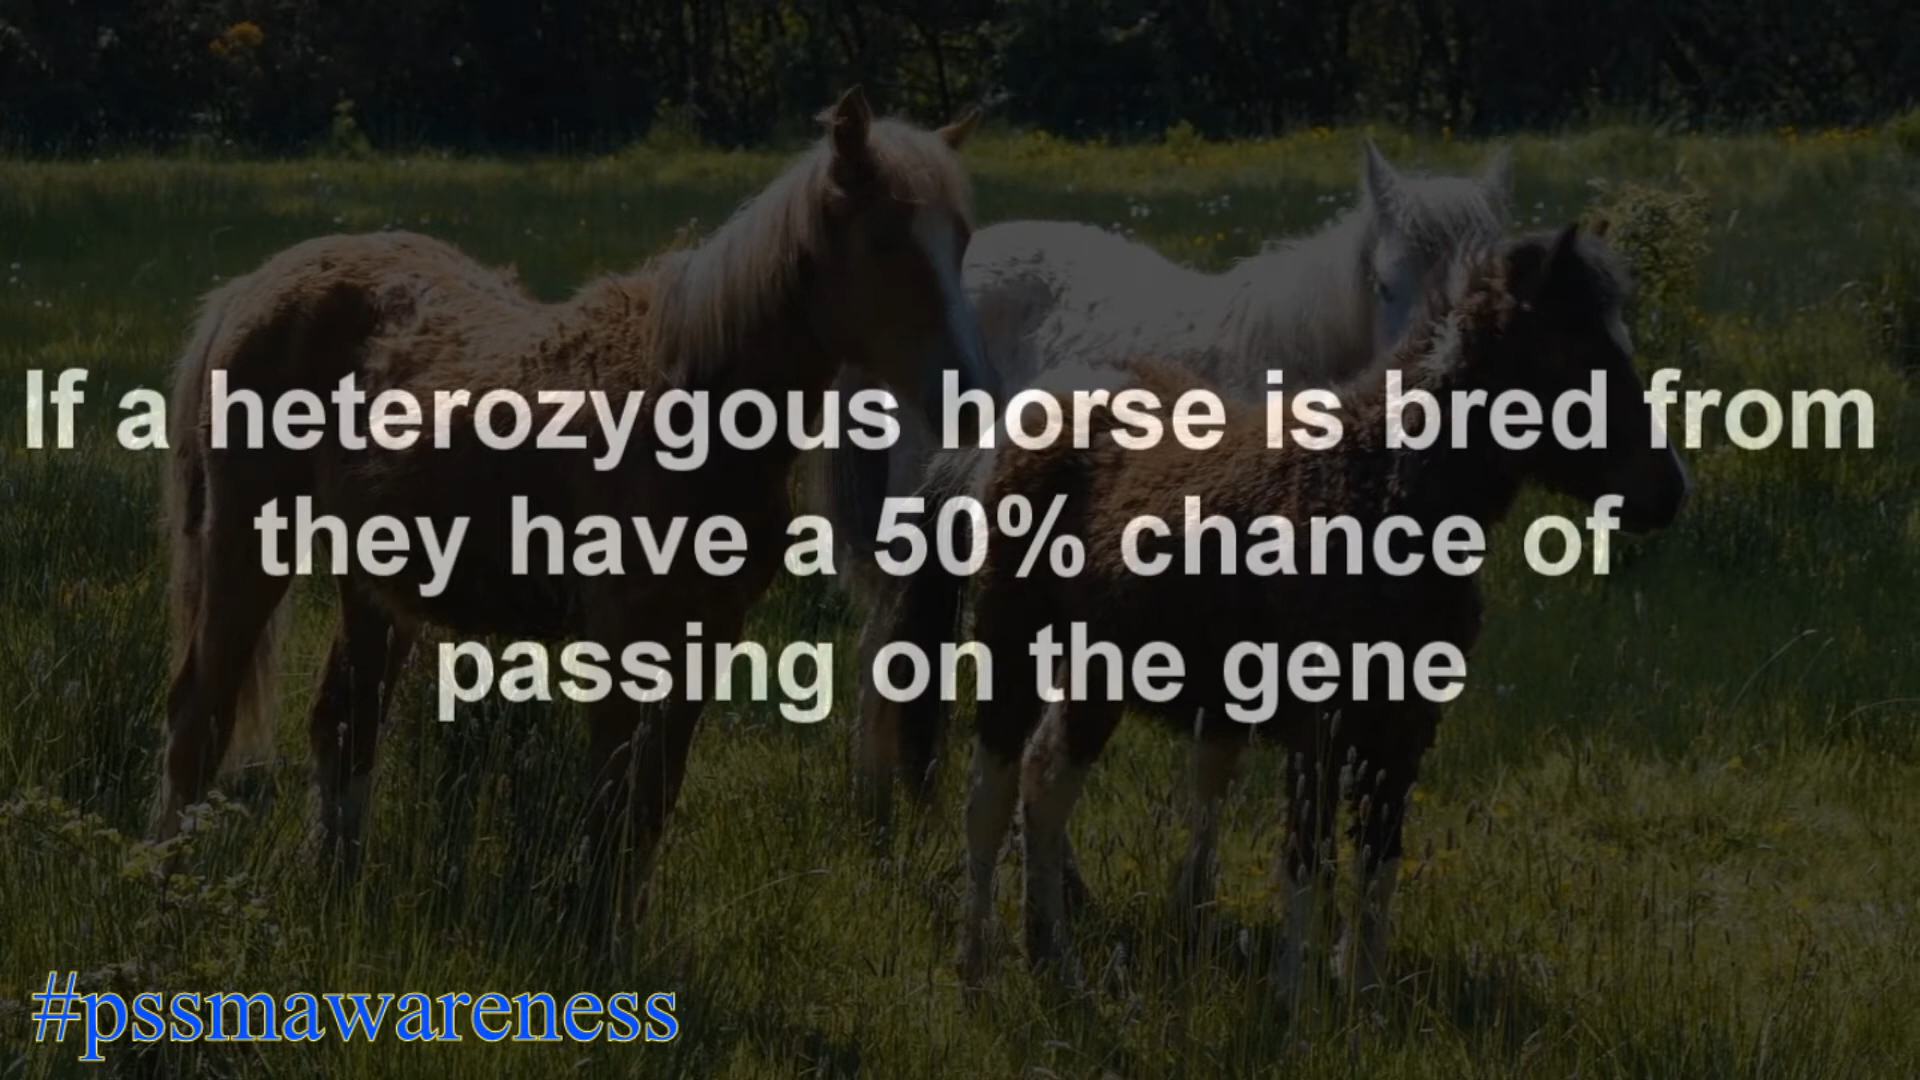 If a heterozygous horse is bred from
they have a 50% chance of
passing on the gene
#pssmawareness